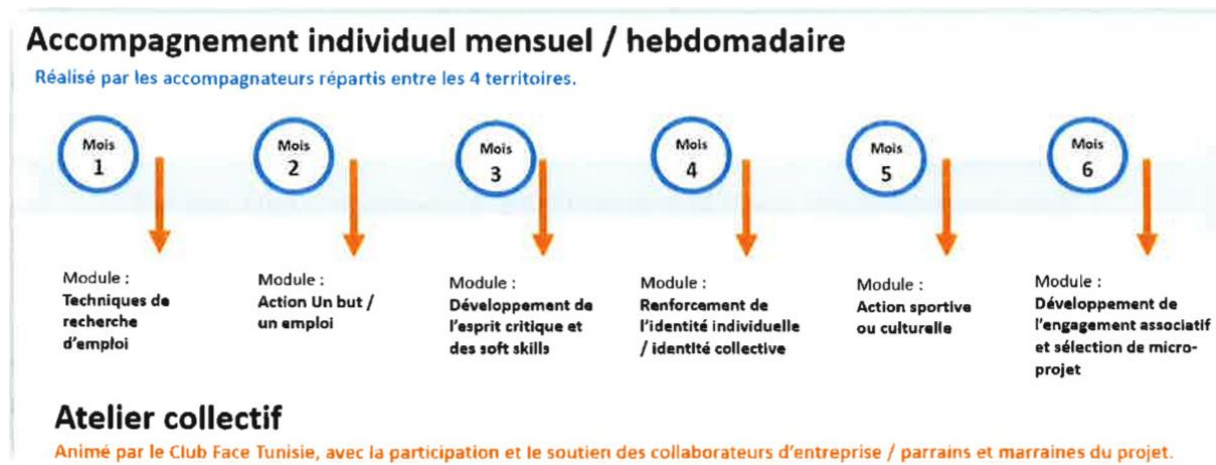 Accompagnement individuel mensuel / hebdomadaire
Réalisé par les accompagnateurs répartis entre les 4 territoires.
Mois
1
Mois
2
Mois
3
Mois
4
Mois
5
Mois
6
Module :
Techniques de
recherche
d'emploi
Module :
Action Un but /
un emploi
Module :
Développement de
l'esprit critique et
des soft skills
Module :
Renforcement de
l'identité individuelle
/ identité collective
Module :
Action sportive
ou culturelle
Module :
Développement de
l'engagement associatif
et sélection de micro-
projet
Atelier collectif
Animé par le Club Face Tunisie, avec la participation et le soutien des collaborateurs d'entreprise / parrains et marraines du projet.